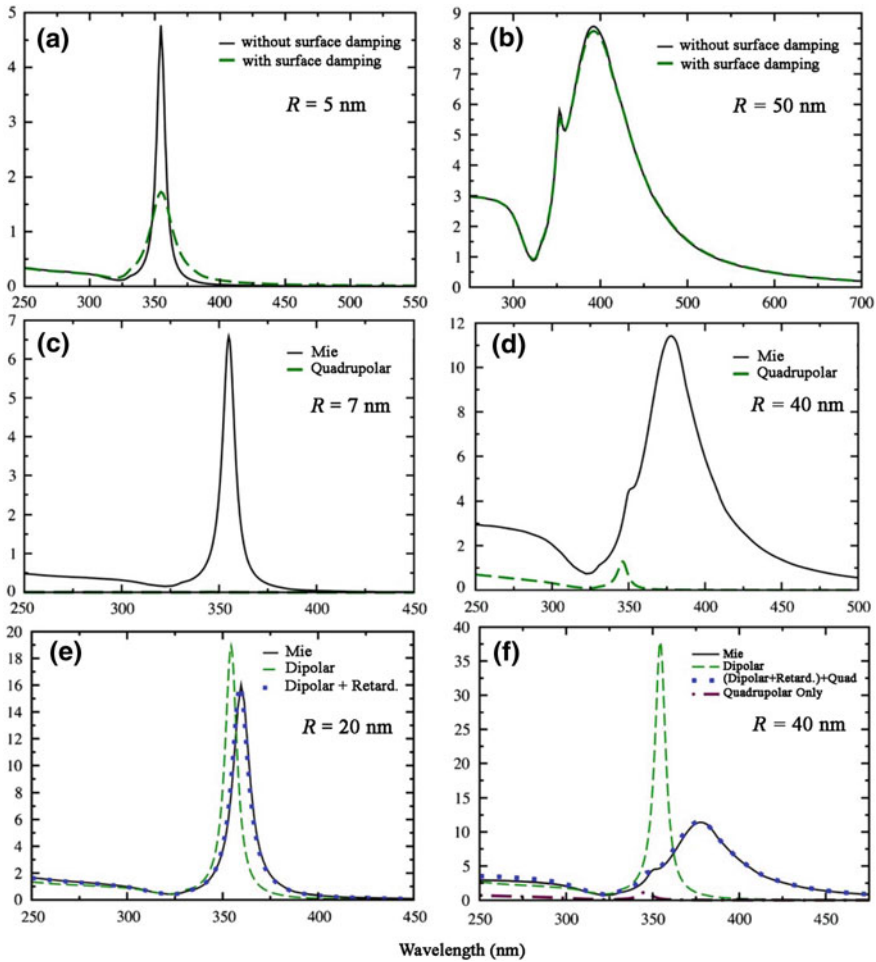 (a)
without surface damping
with surface damping
R = 5 nm
5
4
3
2
1
0
250 300 350 400 450 500 550
(b)
without surface damping
with surface damping
R = 50 nm
9
8
7
6
5
4
3
2
1
0
300 400 500 600 700
(c)
Mie
Quadrupolar
R = 7 nm
7
6
5
4
3
2
1
0
250 300 350 400 450
(d)
Mie
Quadrupolar
R = 40 nm
12
10
8
6
4
2
0
250 300 350 400 450 500
(e)
Mie
Dipolar
Dipolar + Retard.
R = 20 nm
20
18
16
14
12
10
8
6
4
2
0
250 300 350 400 450
(f)
Mie
Dipolar
(Dipolar+Retard.)+Quad
Quadrupolar Only
R = 40 nm
40
35
30
25
20
15
10
5
0
250 300 350 400 450
Wavelength (nm)